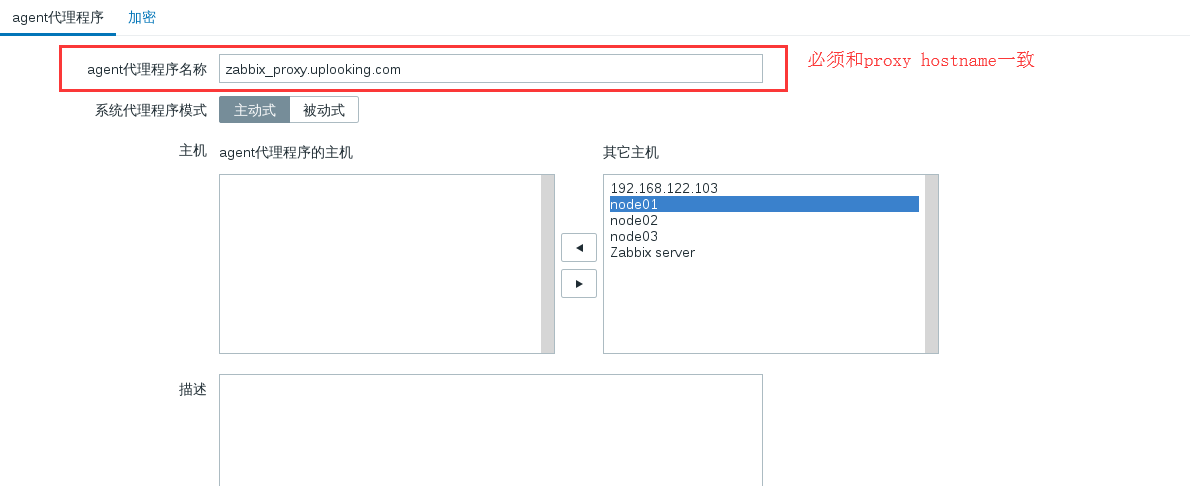 agent代理程序 加密
agent代理程序名称 zabbix_proxy.uplooking.com 必须和proxy hostname一致
系统代理程序模式 主动式 被动式
主机 agent代理程序的主机 其它主机
192.168.122.103
node01
node02
node03
Zabbix server
描述